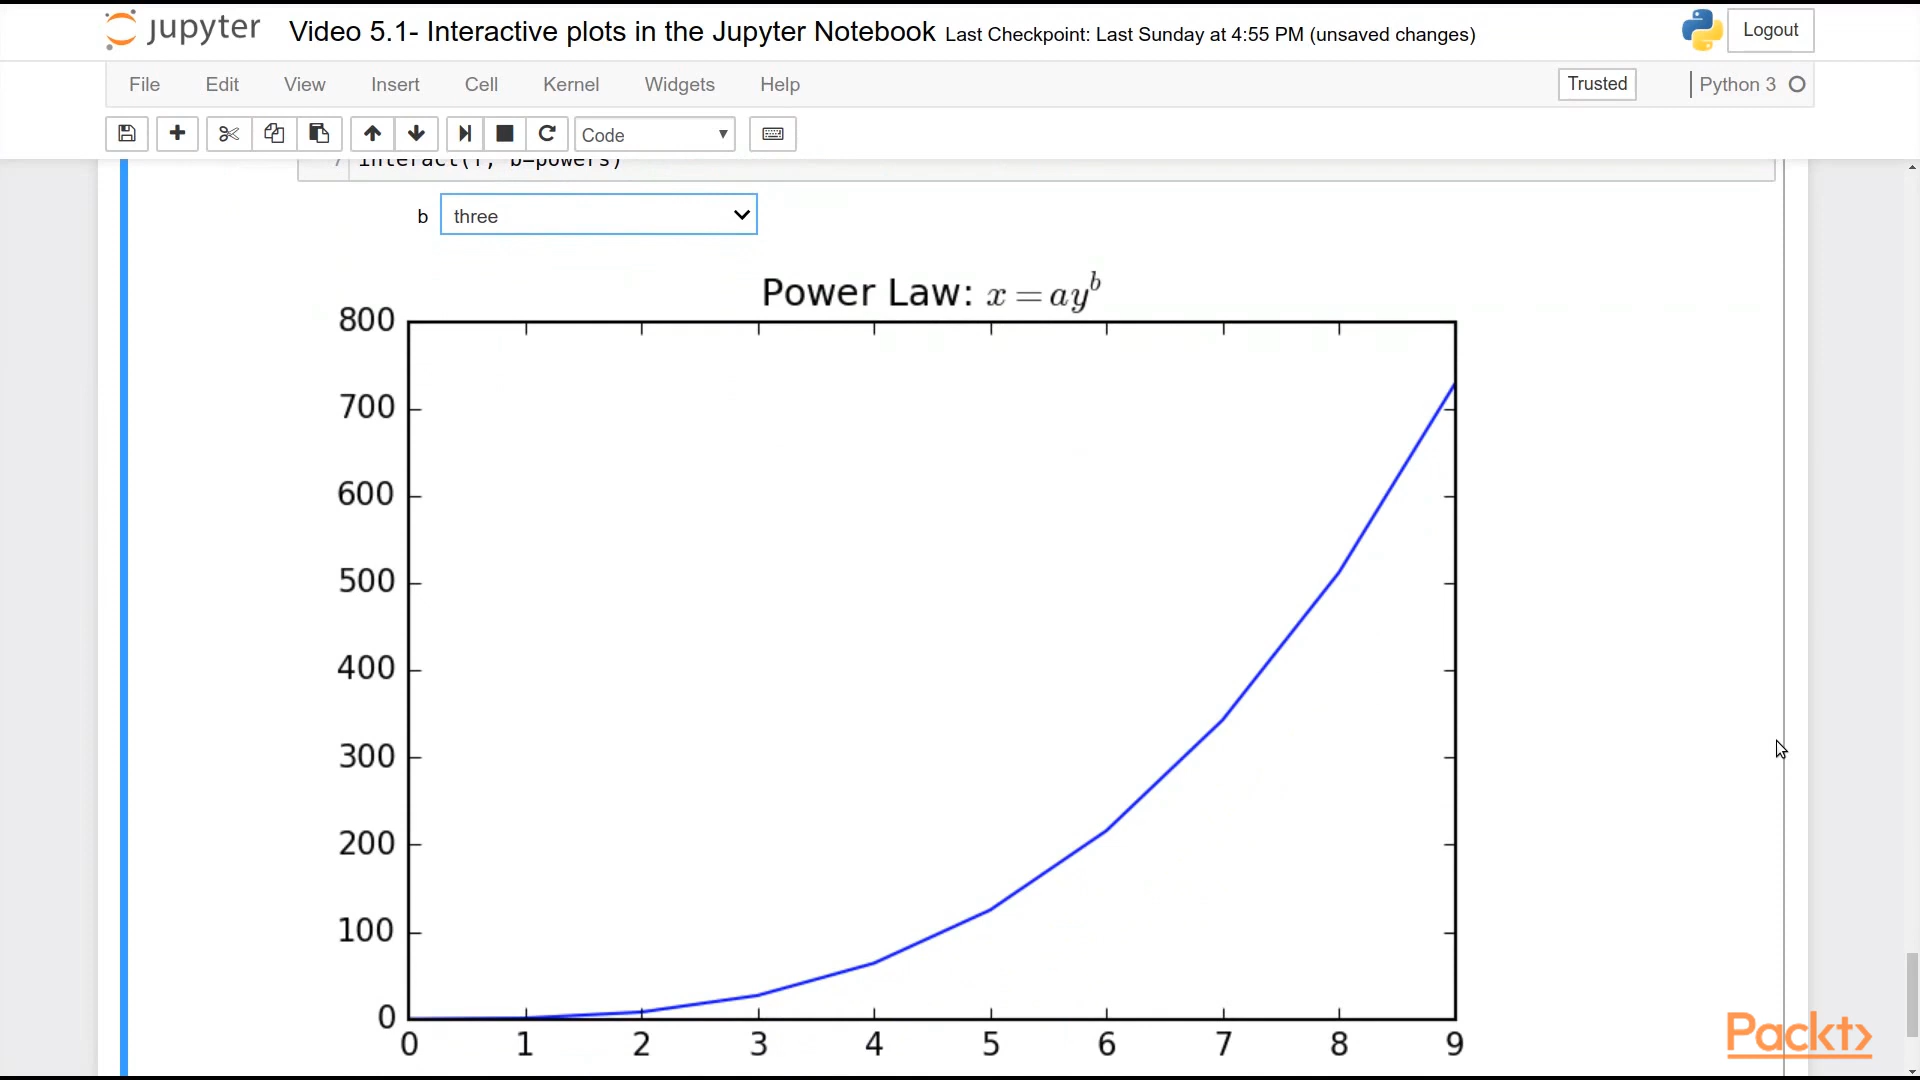 jupyter Video 5.1- Interactive plots in the Jupyter Notebook Last Checkpoint: Last Sunday at 4:55 PM (unsaved changes) Logout
File Edit View Insert Cell Kernel Widgets Help Trusted Python 3
Code
7 interact(f, b=powers)
b three
Power Law: x = ay^b
800
700
600
500
400
300
200
100
0
0 1 2 3 4 5 6 7 8 9
Packt>